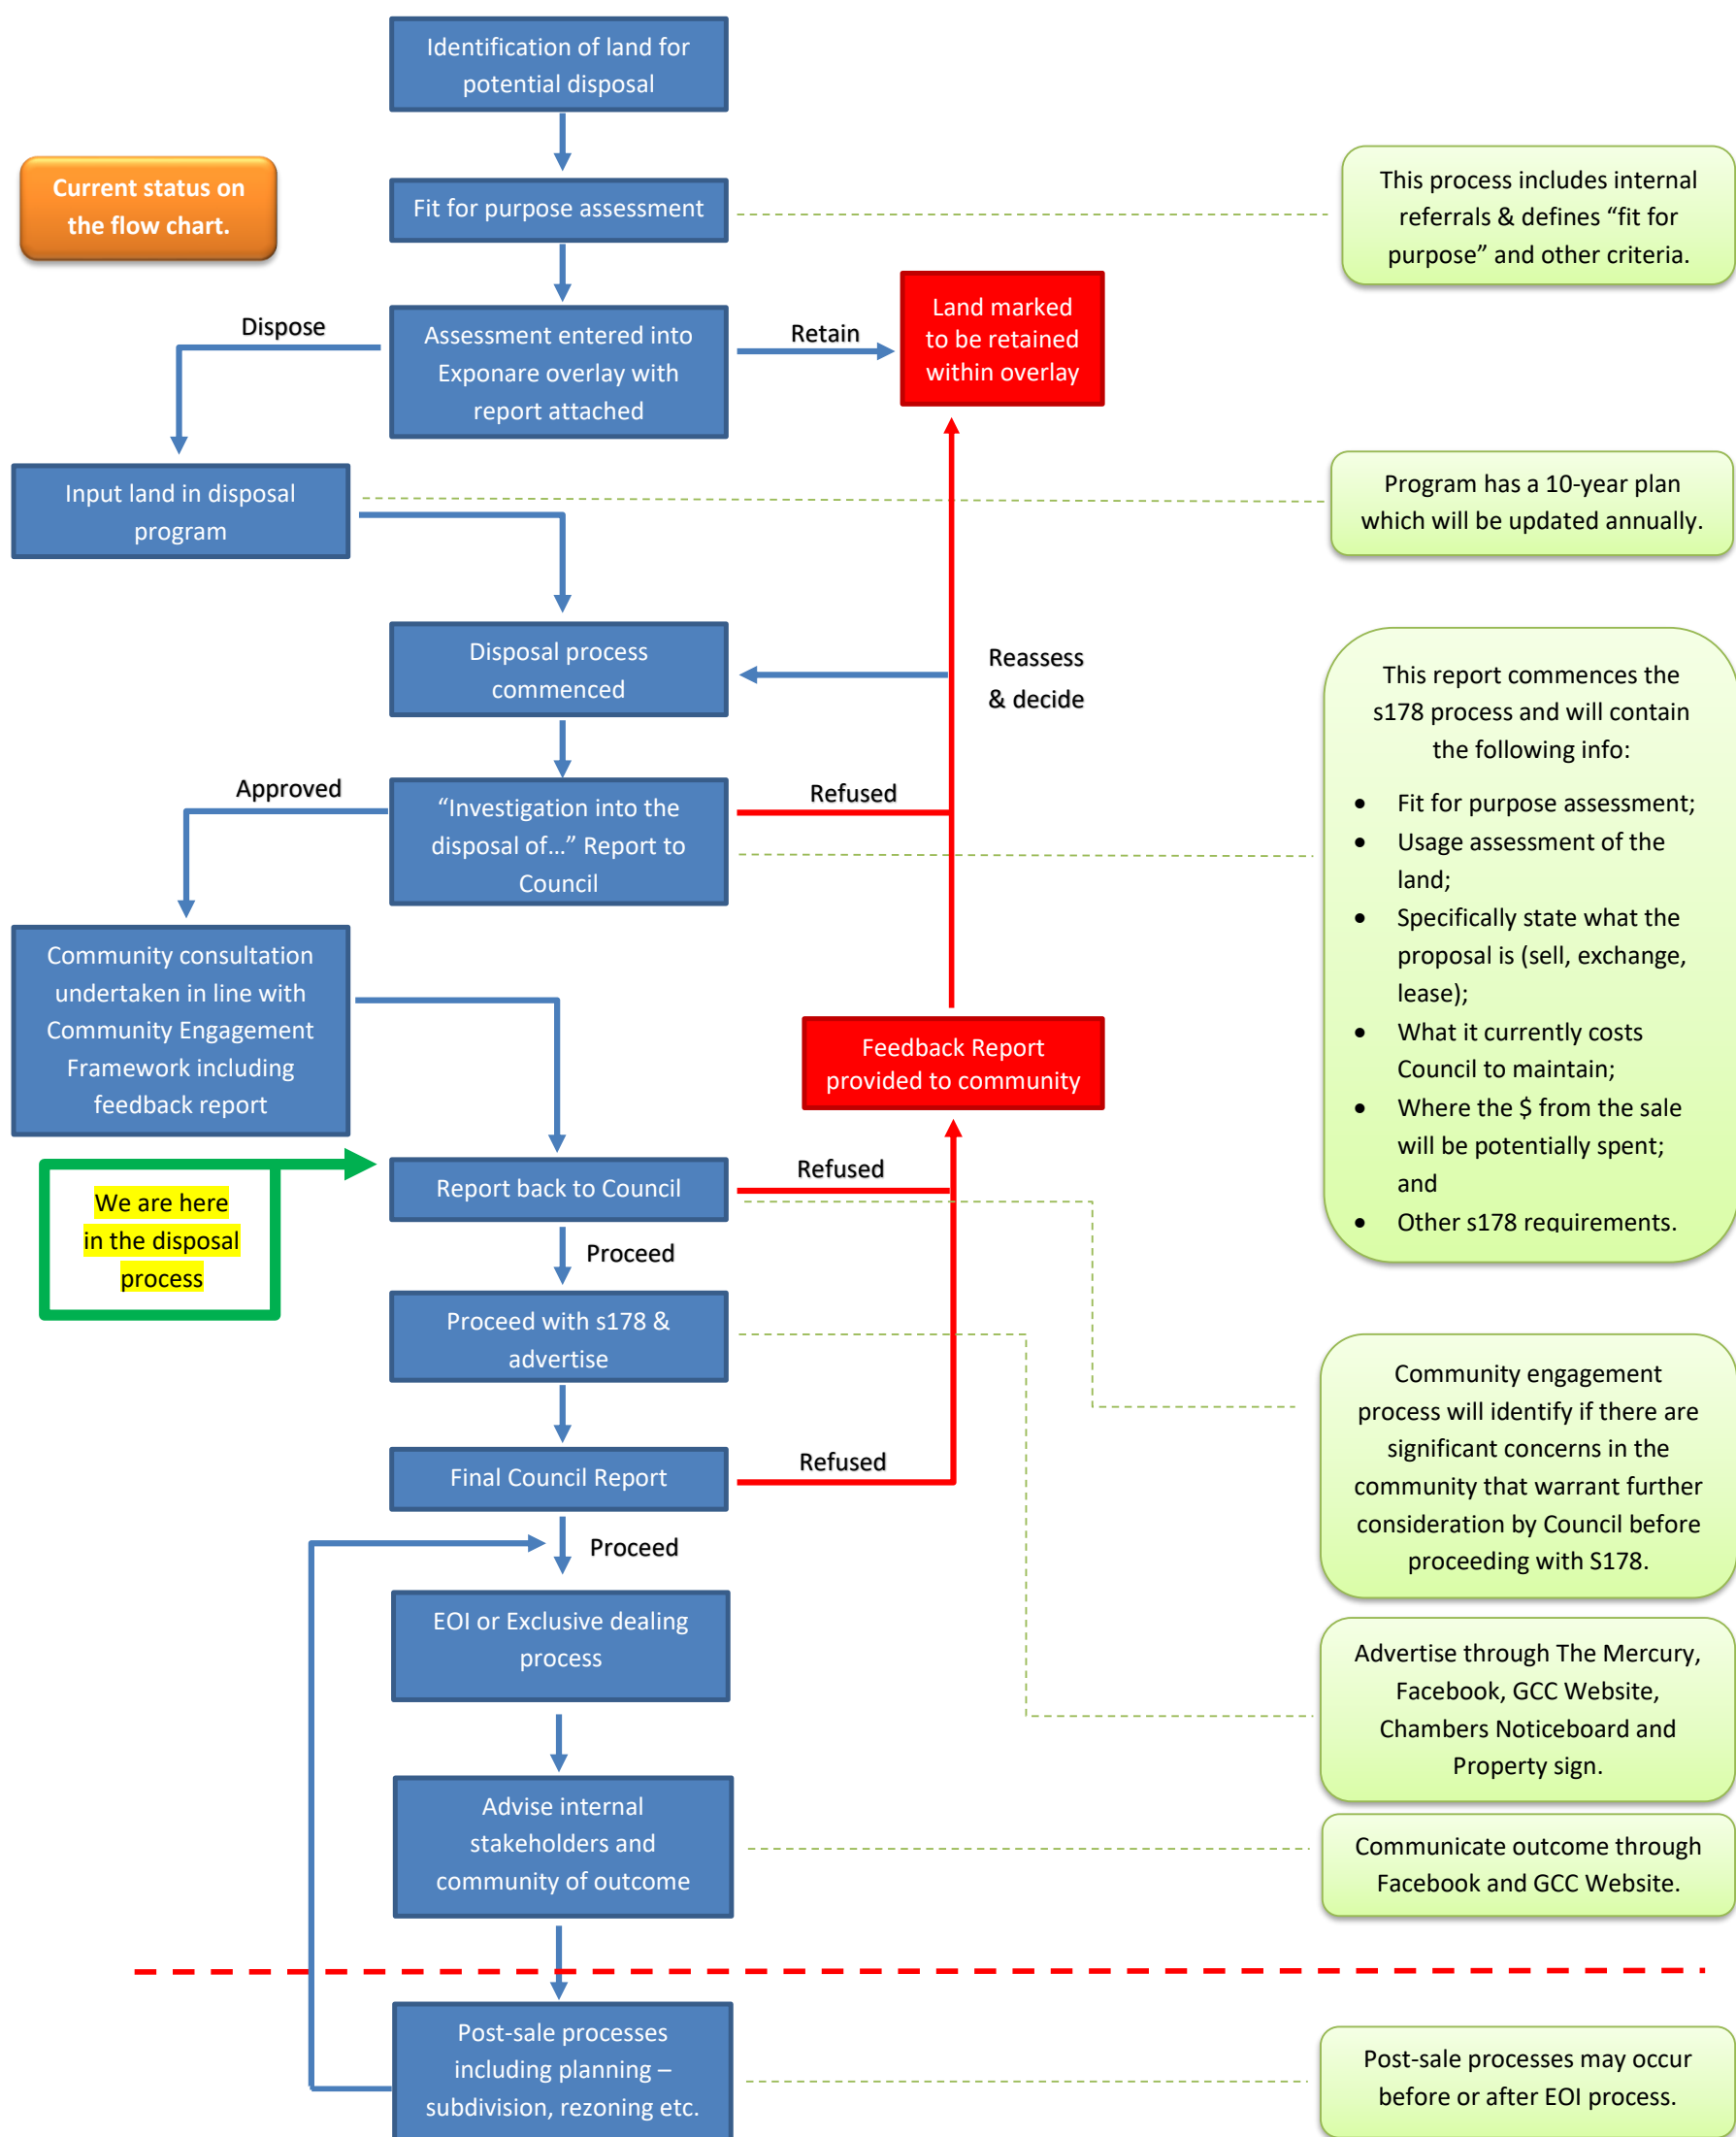 Identification of land for
potential disposal
Current status on
the flow chart.
Fit for purpose assessment
This process includes internal
referrals & defines “fit for
purpose” and other criteria.
Dispose
Assessment entered into
Exponare overlay with
report attached
Retain
Land marked
to be retained
within overlay
Input land in disposal
program
Program has a 10-year plan
which will be updated annually.
Disposal process
commenced
Reassess
& decide
This report commences the
s178 process and will contain
the following info:
• Fit for purpose assessment;
• Usage assessment of the
land;
• Specifically state what the
proposal is (sell, exchange,
lease);
• What it currently costs
Council to maintain;
• Where the $ from the sale
will be potentially spent;
and
• Other s178 requirements.
Approved
“Investigation into the
disposal of…” Report to
Council
Refused
Community consultation
undertaken in line with
Community Engagement
Framework including
feedback report
Feedback Report
provided to community
We are here
in the disposal
process
Report back to Council
Refused
Proceed
Proceed with s178 &
advertise
Community engagement
process will identify if there are
significant concerns in the
community that warrant further
consideration by Council before
proceeding with S178.
Final Council Report
Refused
Proceed
EOI or Exclusive dealing
process
Advertise through The Mercury,
Facebook, GCC Website,
Chambers Noticeboard and
Property sign.
Advise internal
stakeholders and
community of outcome
Communicate outcome through
Facebook and GCC Website.
Post-sale processes
including planning –
subdivision, rezoning etc.
Post-sale processes may occur
before or after EOI process.